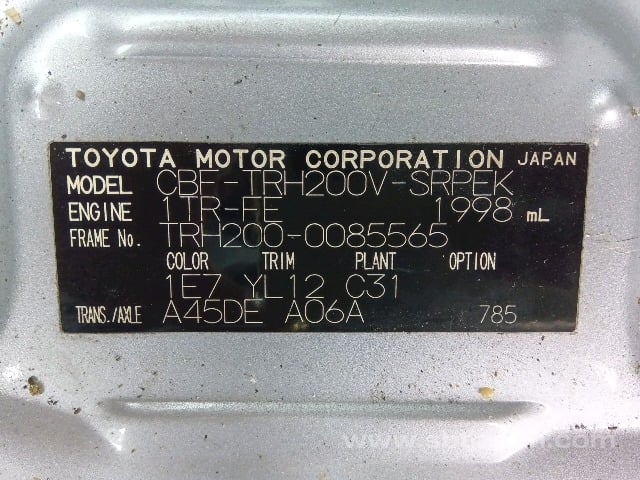 TOYOTA MOTOR CORPORATION JAPAN
MODEL CBF-TRH200V-SRPEK
ENGINE 1TR-FE 1998 mL
FRAME No. TRH200-0085565
COLOR TRIM PLANT OPTION
1E7 YL12 C31
TRANS./AXLE A45DE A06A 785